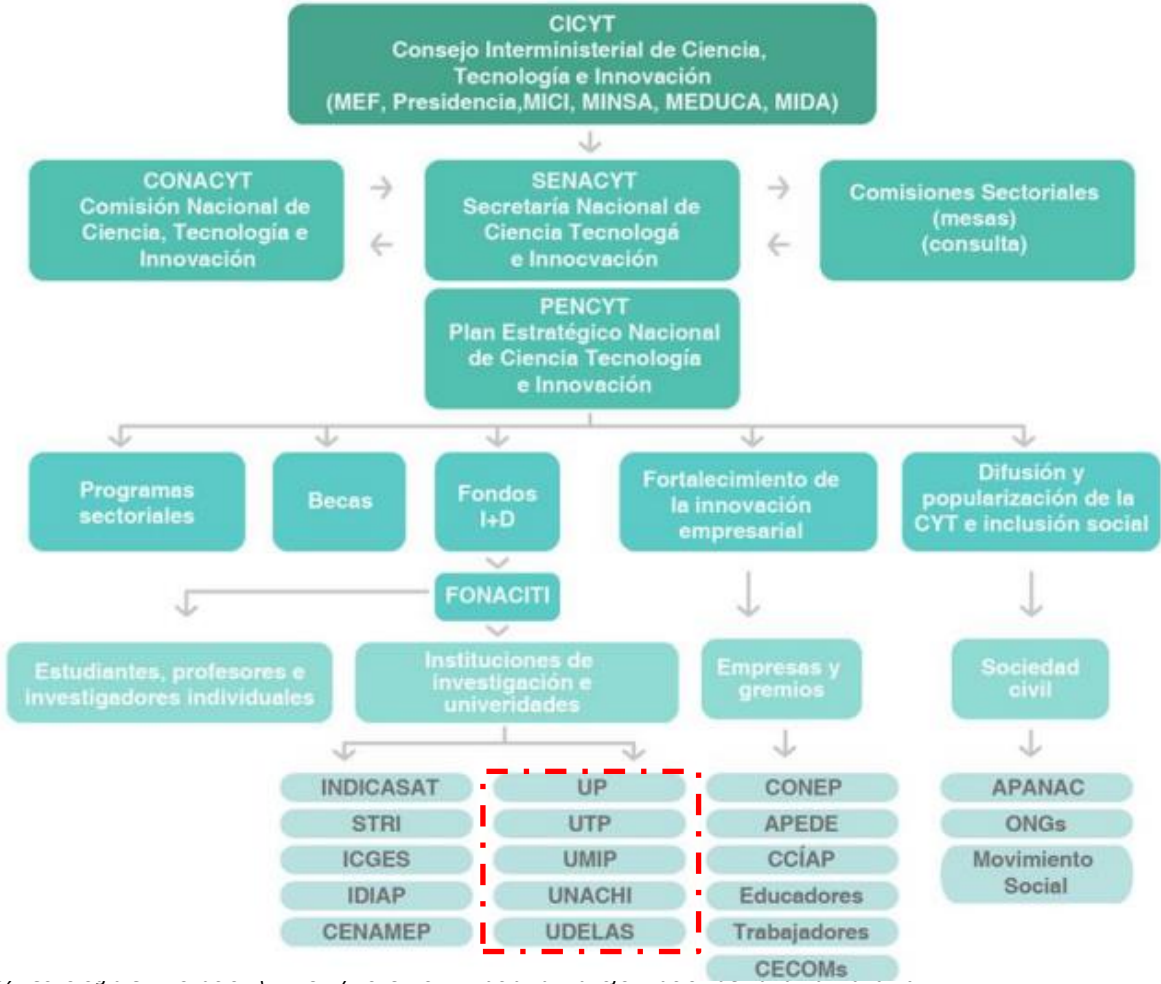 CICYT
Consejo Interministerial de Ciencia,
Tecnología e Innovación
(MEF, Presidencia,MICI, MINSA, MEDUCA, MIDA)
CONACYT
Comisión Nacional de
Ciencia, Tecnología e
Innovación
SENACYT
Secretaría Nacional de
Ciencia Tecnologá
e Innocvación
Comisiones Sectoriales
(mesas)
(consulta)
PENCYT
Plan Estratégico Nacional
de Ciencia Tecnología
e Innovación
Programas
sectoriales
Becas
Fondos
I+D
Fortalecimiento de
la innovación
empresarial
Difusión y
popularización de la
CYT e inclusión social
FONACITI
Estudiantes, profesores e
investigadores individuales
Instituciones de
investigación e
univeridades
Empresas y
gremios
Sociedad
civil
INDICASAT
STRI
ICGES
IDIAP
CENAMEP
UP
UTP
UMIP
UNACHI
UDELAS
CONEP
APEDE
CCÍAP
Educadores
Trabajadores
CECOMs
APANAC
ONGs
Movimiento
Social